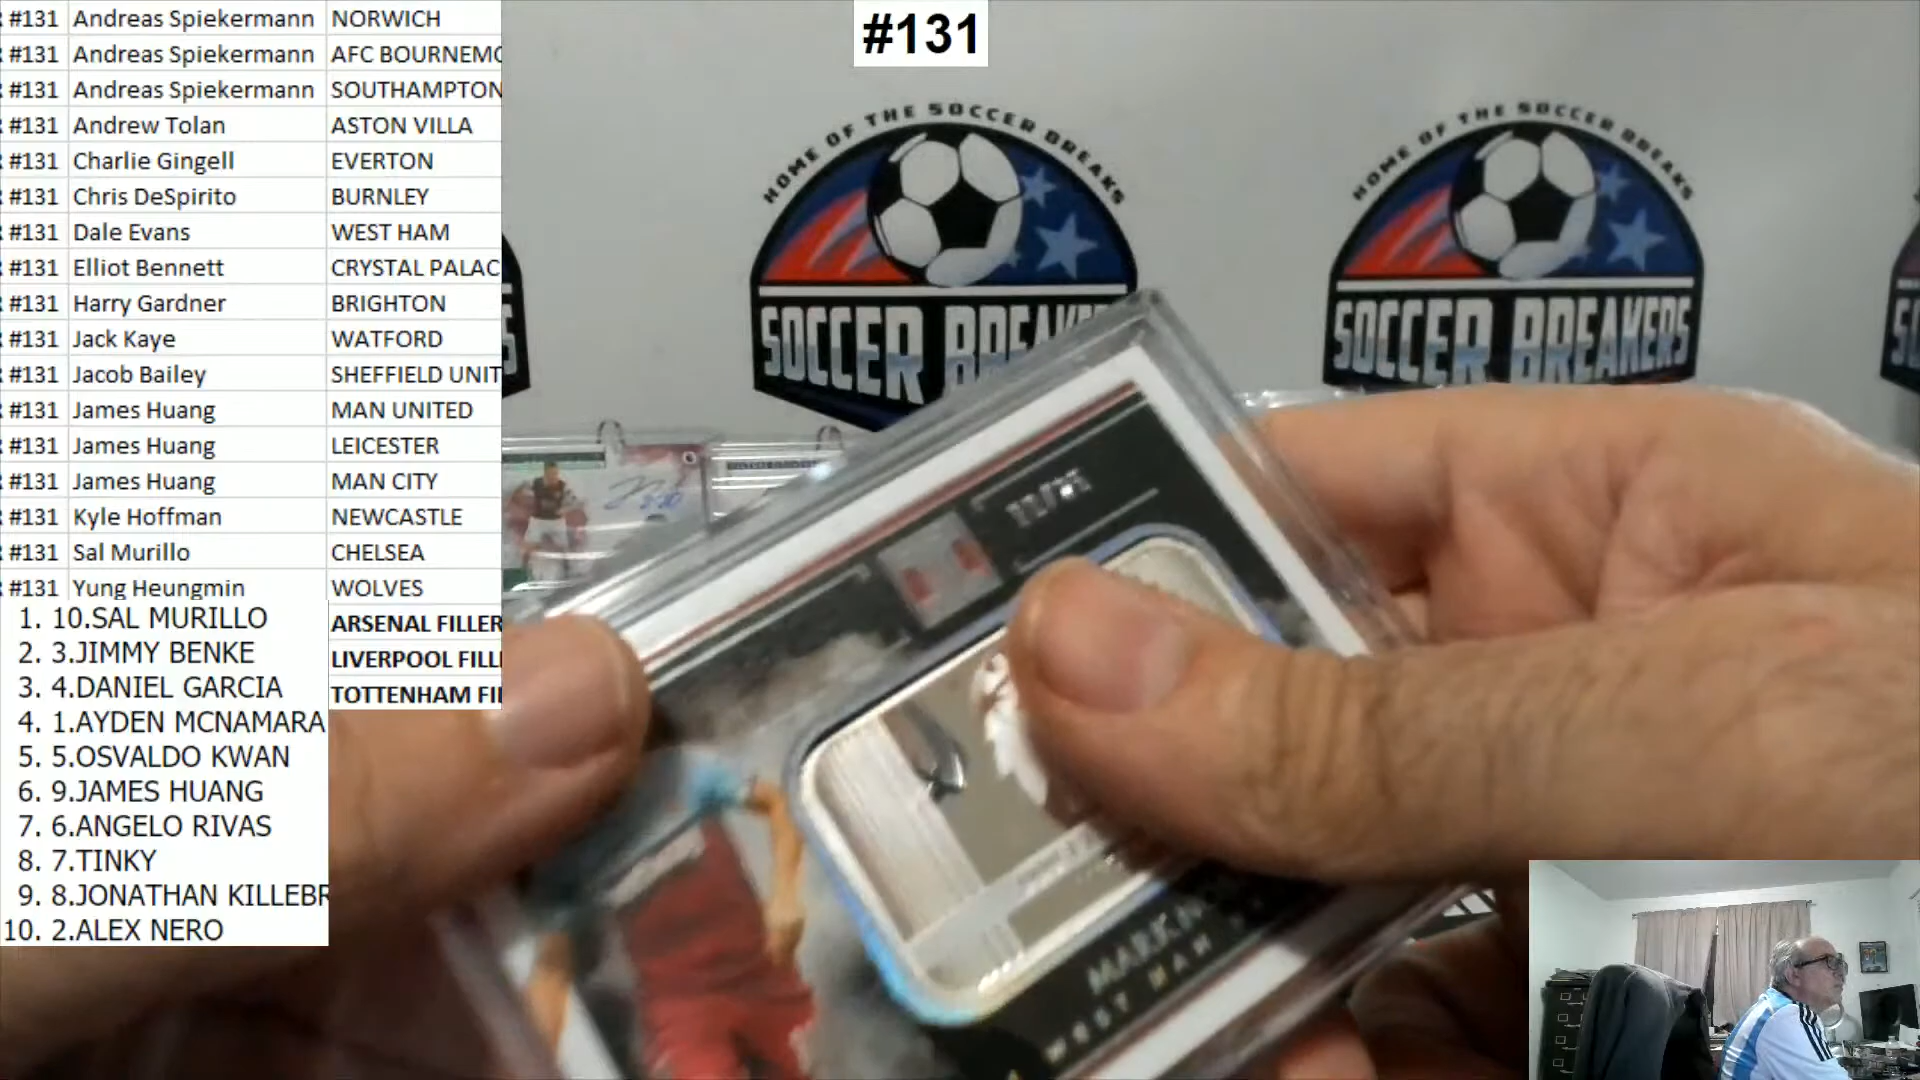 #131 Andreas Spiekermann NORWICH
#131 Andreas Spiekermann AFC BOURNEMO
#131 Andreas Spiekermann SOUTHAMPTON
#131 Andrew Tolan ASTON VILLA
#131 Charlie Gingell EVERTON
#131 Chris DeSpirito BURNLEY
#131 Dale Evans WEST HAM
#131 Elliot Bennett CRYSTAL PALAC
#131 Harry Gardner BRIGHTON
#131 Jack Kaye WATFORD
#131 Jacob Bailey SHEFFIELD UNIT
#131 James Huang MAN UNITED
#131 James Huang LEICESTER
#131 James Huang MAN CITY
#131 Kyle Hoffman NEWCASTLE
#131 Sal Murillo CHELSEA
#131 Yung Heungmin WOLVES
ARSENAL FILLER
LIVERPOOL FILL
TOTTENHAM FI
1. 10.SAL MURILLO
2. 3.JIMMY BENKE
3. 4.DANIEL GARCIA
4. 1.AYDEN MCNAMARA
5. 5.OSVALDO KWAN
6. 9.JAMES HUANG
7. 6.ANGELO RIVAS
8. 7.TINKY
9. 8.JONATHAN KILLEBR
10. 2.ALEX NERO
#131
HOME OF THE SOCCER BREAKS
SOCCER BREAK
HOME OF THE SOCCER BREAKS
SOCCER BREAKERS
MARK
WEST HAM